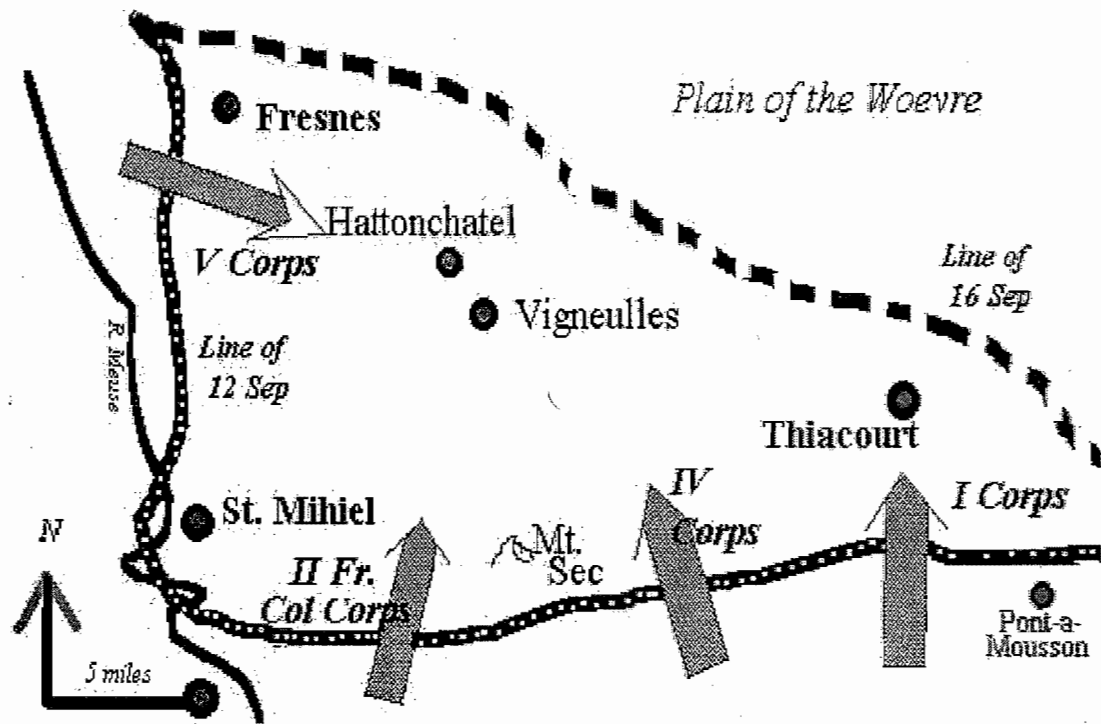 Plain of the Woevre
Fresnes
Hattonchatel
V Corps
Line of
16 Sep
Vigneulles
R. Meuse
Line of
12 Sep
Thiacourt
IV
Corps
I Corps
St. Mihiel
N
Mt.
Sec
II Fr.
Col Corps
Pont-a-
Mousson
5 miles